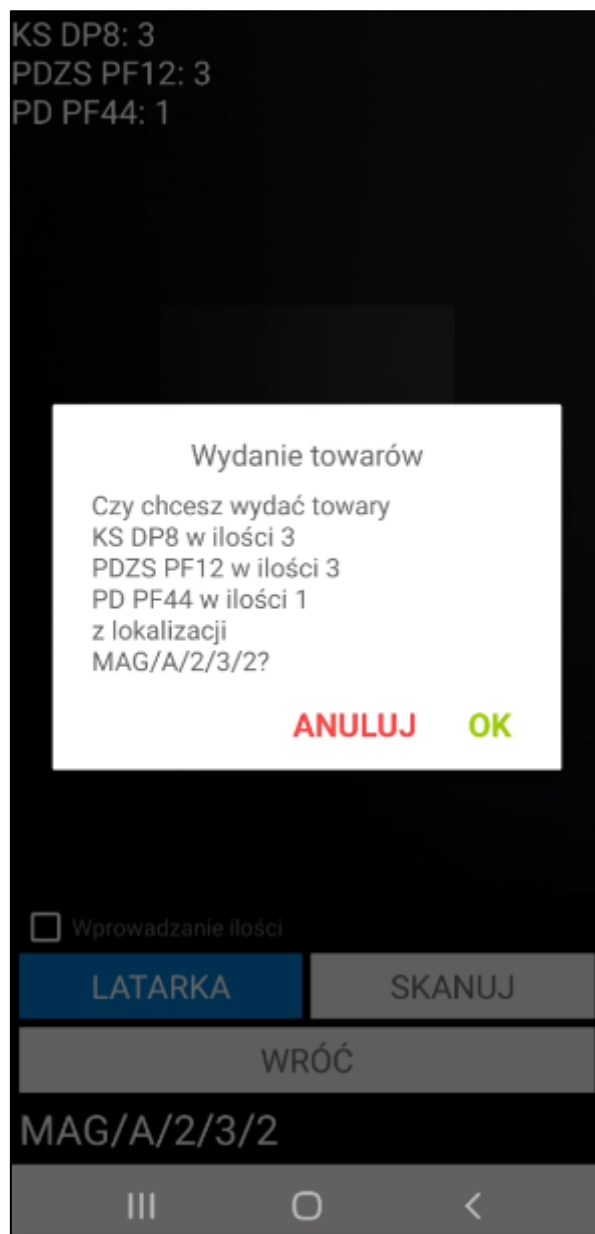 KS DP8: 3
PDZS PF12: 3
PD PF44: 1
Wydanie towarów
Czy chcesz wydać towary
KS DP8 w ilości 3
PDZS PF12 w ilości 3
PD PF44 w ilości 1
z lokalizacji
MAG/A/2/3/2?
ANULUJ OK
Wprowadzanie ilości
LATARKA SKANUJ
WRÓĆ
MAG/A/2/3/2